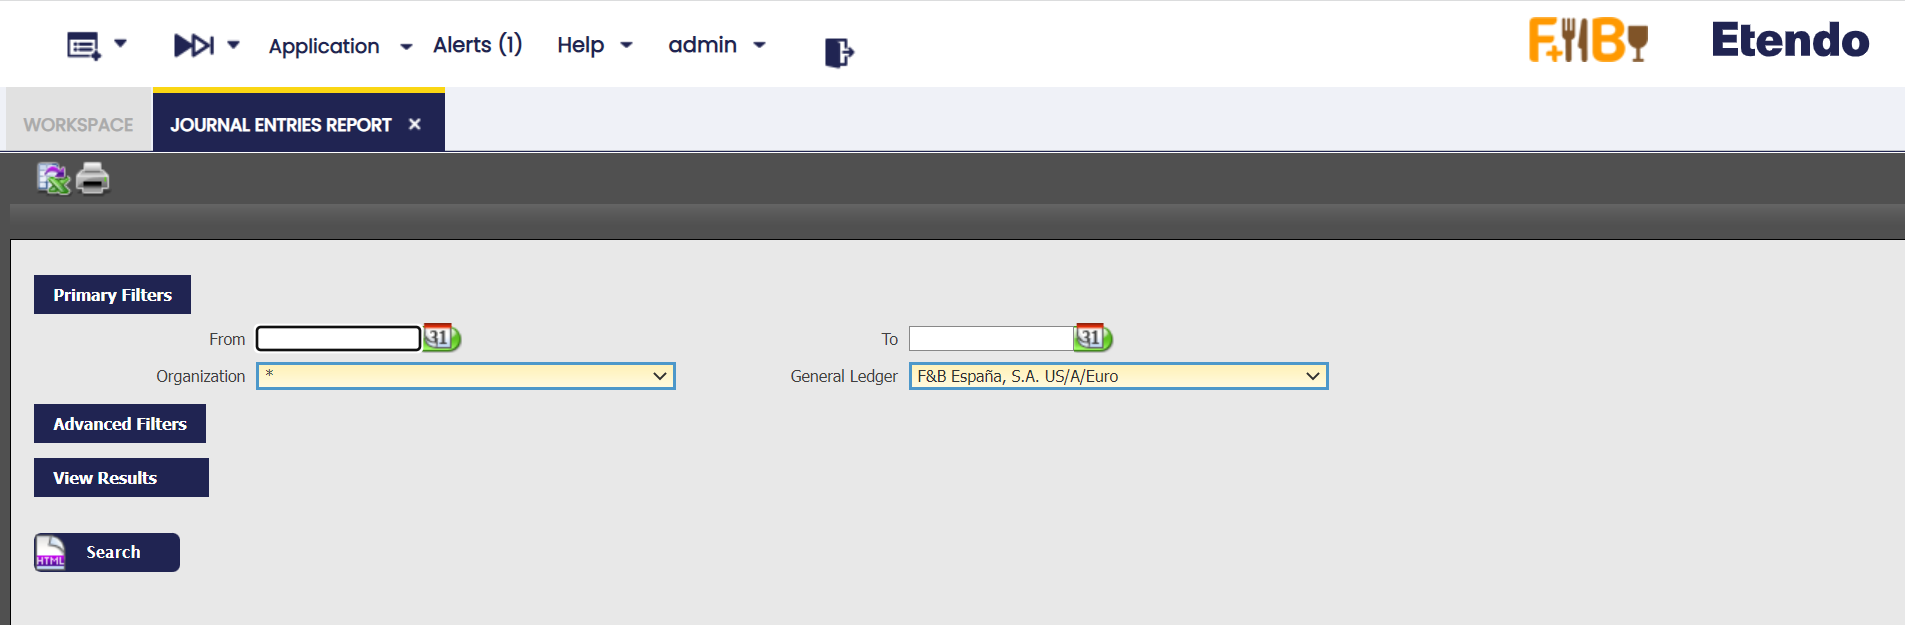 Application Alerts (1) Help admin F+B Etendo
WORKSPACE JOURNAL ENTRIES REPORT ×
Primary Filters
From 31 To 31
Organization * General Ledger F&B España, S.A. US/A/Euro
Advanced Filters
View Results
HTML Search